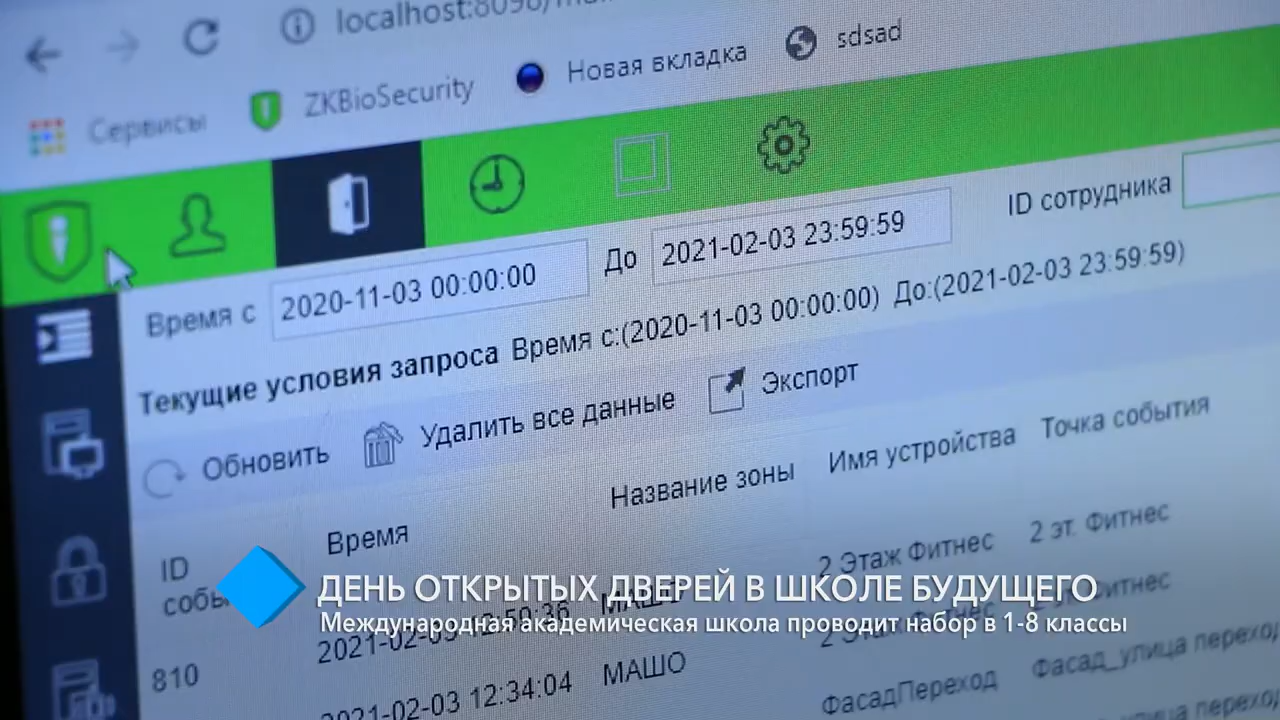 localhost:8098/
sdsad
Новая вкладка
ZKBioSecurity
Сервисы
ID сотрудника
До 2021-02-03 23:59:59
Время с 2020-11-03 00:00:00
Текущие условия запроса Время с:(2020-11-03 00:00:00) До:(2021-02-03 23:59:59)
Обновить Удалить все данные Экспорт
ID Время Название зоны Имя устройства Точка события
2 Этаж Фитнес 2 эт. Фитнес
ДЕНЬ ОТКРЫТЫХ ДВЕРЕЙ В ШКОЛЕ БУДУЩЕГО
Международная академическая школа проводит набор в 1-8 классы
810
МАШО
2021-02-03 12:34:04
ФасадПереход Фасад_улица переход